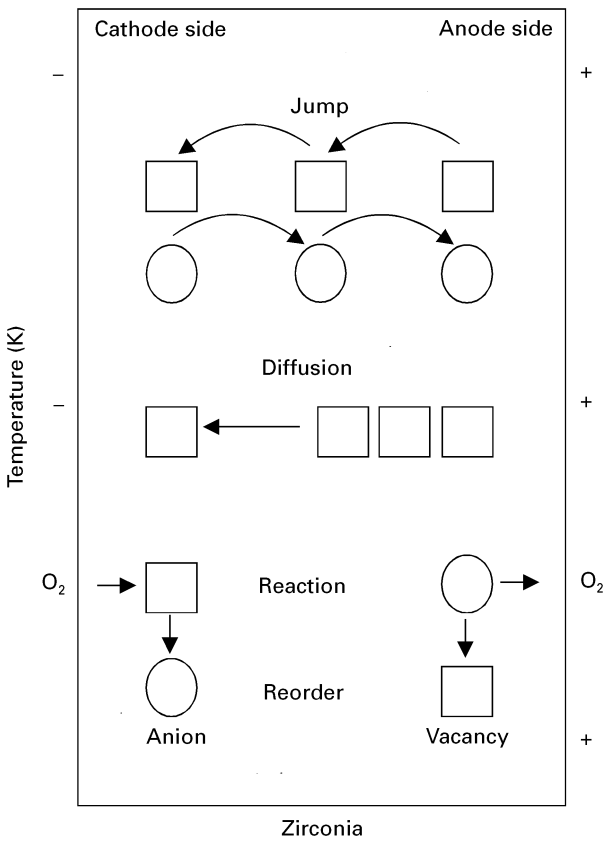 Cathode side Anode side
– +
Jump
Diffusion
– +
Temperature (K)
O₂ Reaction O₂
Reorder
Anion Vacancy
+
Zirconia